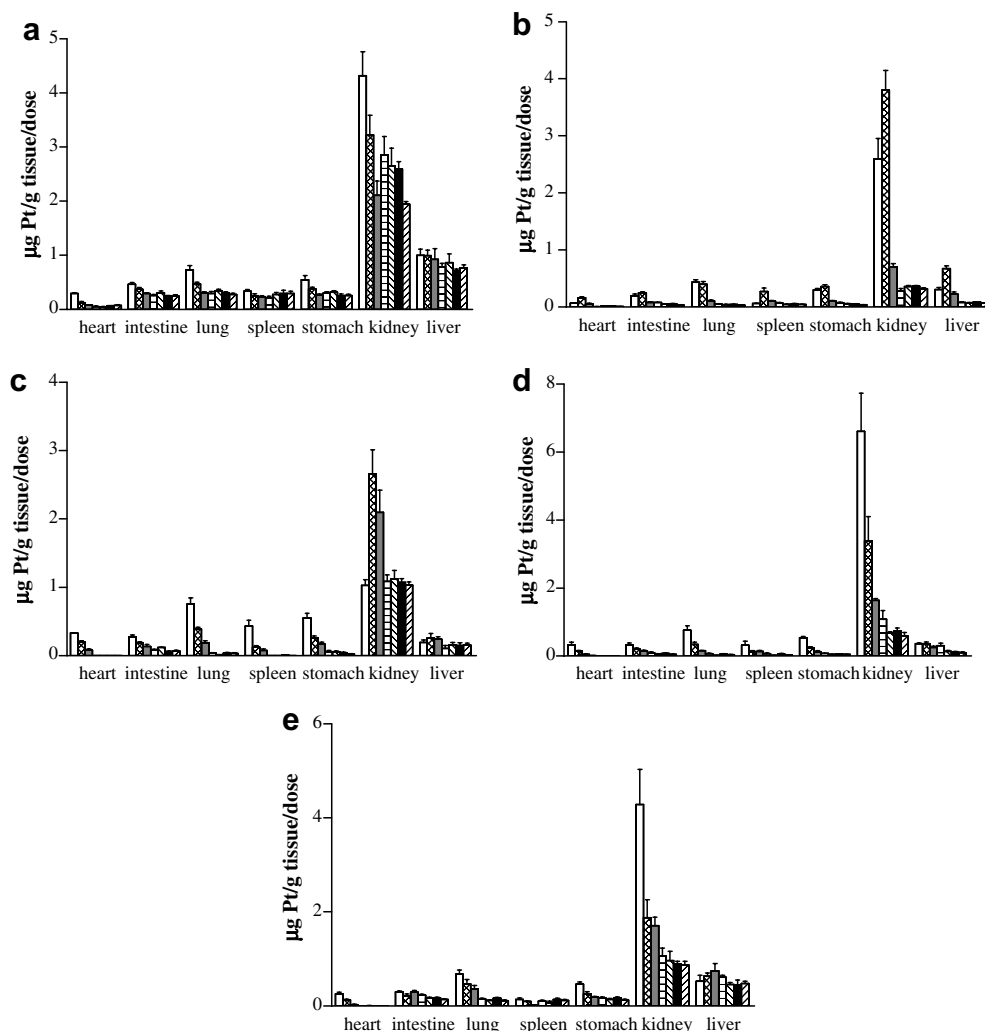 a
5
4
3
2
1
0
µg Pt/g tissue/dose
heart intestine lung spleen stomach kidney liver
b
5
4
3
2
1
0
µg Pt/g tissue/dose
heart intestine lung spleen stomach kidney liver
c
4
3
2
1
0
µg Pt/g tissue/dose
heart intestine lung spleen stomach kidney liver
d
8
6
4
2
0
µg Pt/g tissue/dose
heart intestine lung spleen stomach kidney liver
e
6
4
2
0
µg Pt/g tissue/dose
heart intestine lung spleen stomach kidney liver